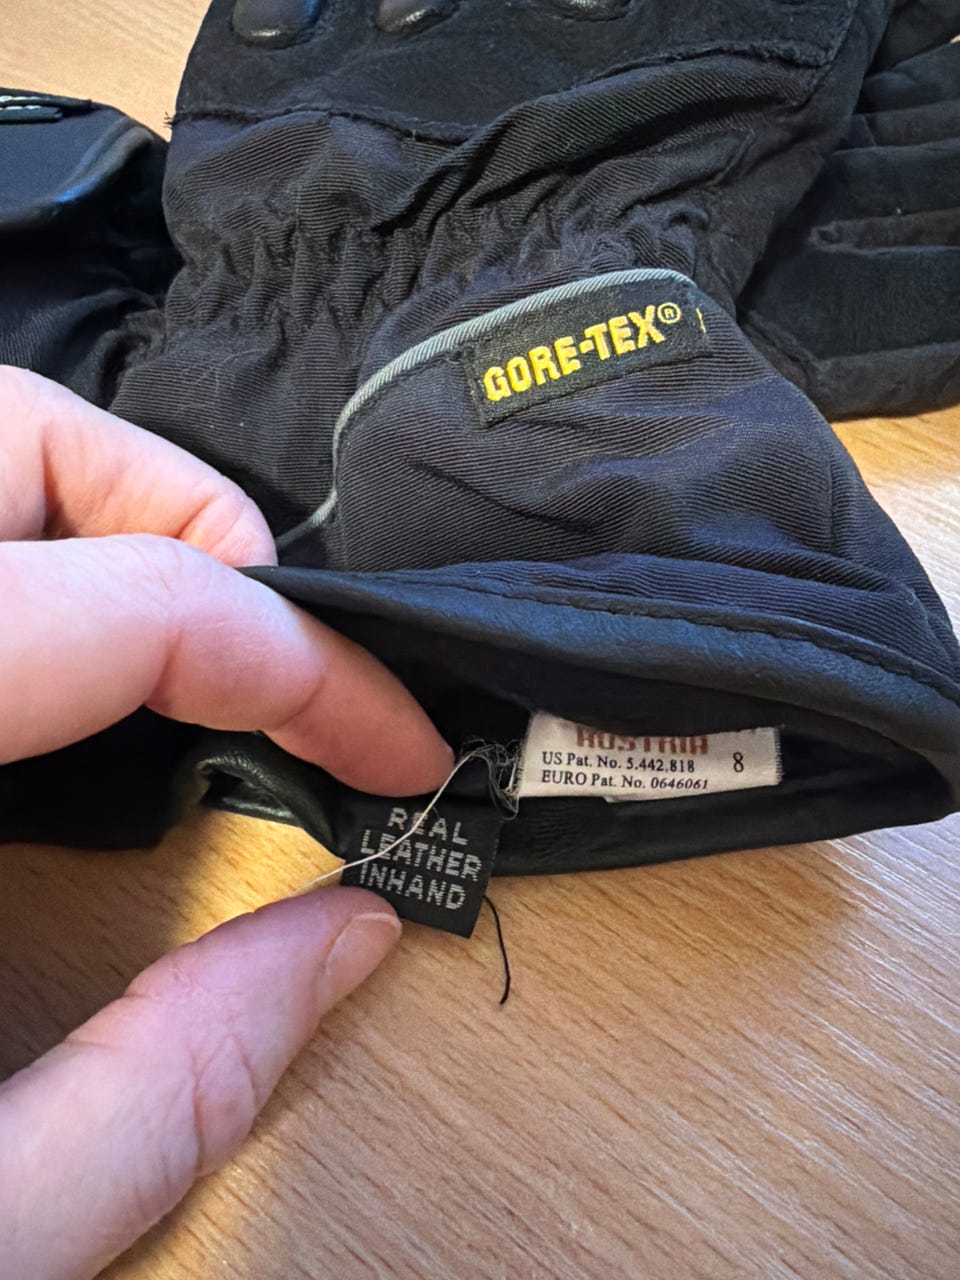 GORE-TEX®
AUSTRIA
US Pat. No. 5.442.818 8
EURO Pat. No. 0646061
REAL
LEATHER
INHAND